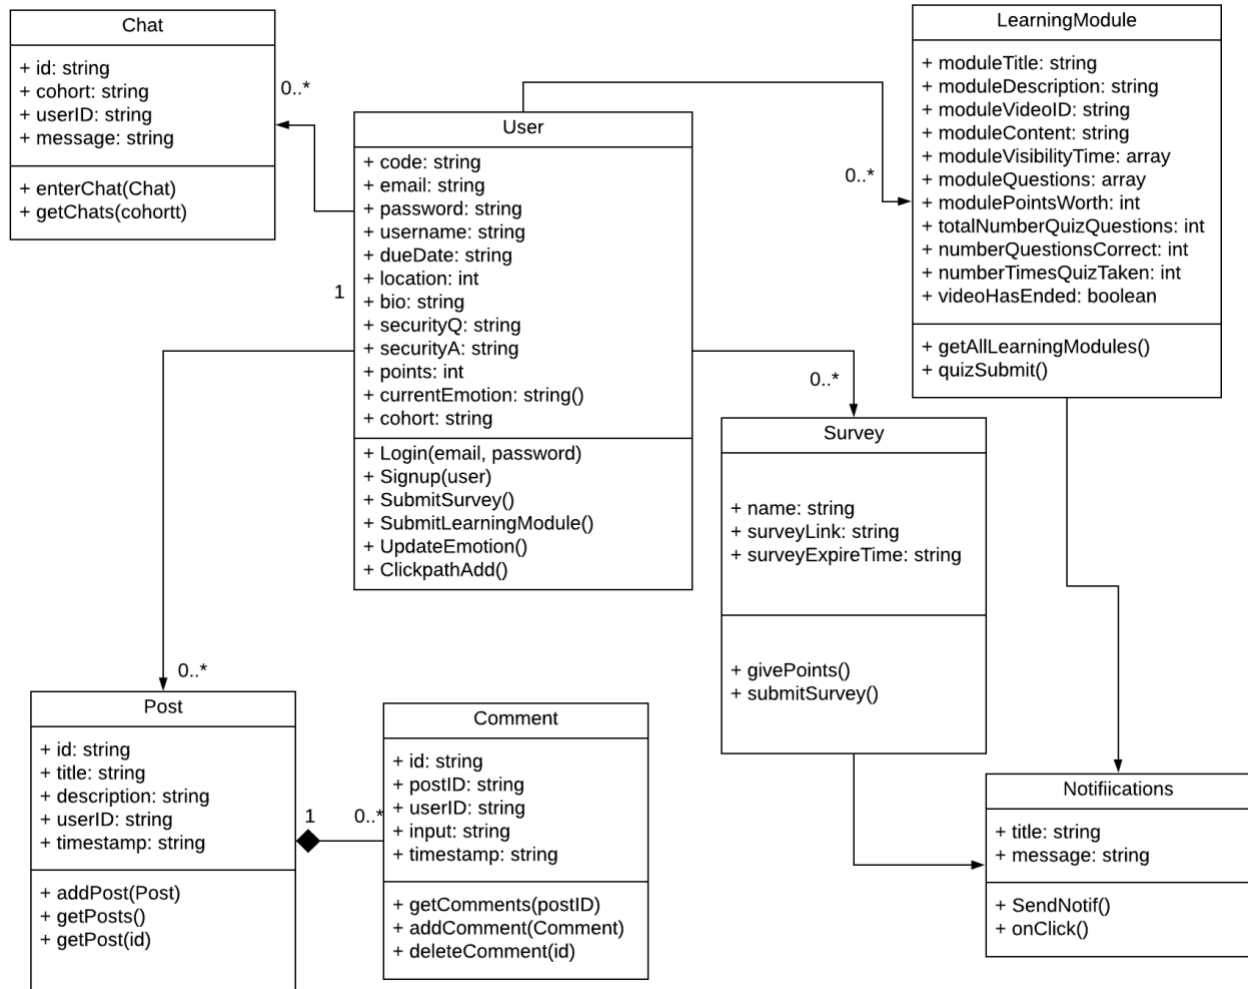 Chat
+ id: string
+ cohort: string
+ userID: string
+ message: string
+ enterChat(Chat)
+ getChats(cohortt)
0..*
User
+ code: string
+ email: string
+ password: string
+ username: string
+ dueDate: string
+ location: int
+ bio: string
+ securityQ: string
+ securityA: string
+ points: int
+ currentEmotion: string()
+ cohort: string
+ Login(email, password)
+ Signup(user)
+ SubmitSurvey()
+ SubmitLearningModule()
+ UpdateEmotion()
+ ClickpathAdd()
1
0..*
LearningModule
+ moduleTitle: string
+ moduleDescription: string
+ moduleVideoID: string
+ moduleContent: string
+ moduleVisibilityTime: array
+ moduleQuestions: array
+ modulePointsWorth: int
+ totalNumberQuizQuestions: int
+ numberQuestionsCorrect: int
+ numberTimesQuizTaken: int
+ videoHasEnded: boolean
+ getAllLearningModules()
+ quizSubmit()
0..*
Survey
+ name: string
+ surveyLink: string
+ surveyExpireTime: string
+ givePoints()
+ submitSurvey()
0..*
Post
+ id: string
+ title: string
+ description: string
+ userID: string
+ timestamp: string
+ addPost(Post)
+ getPosts()
+ getPost(id)
1
0..*
Comment
+ id: string
+ postID: string
+ userID: string
+ input: string
+ timestamp: string
+ getComments(postID)
+ addComment(Comment)
+ deleteComment(id)
Notifiications
+ title: string
+ message: string
+ SendNotif()
+ onClick()